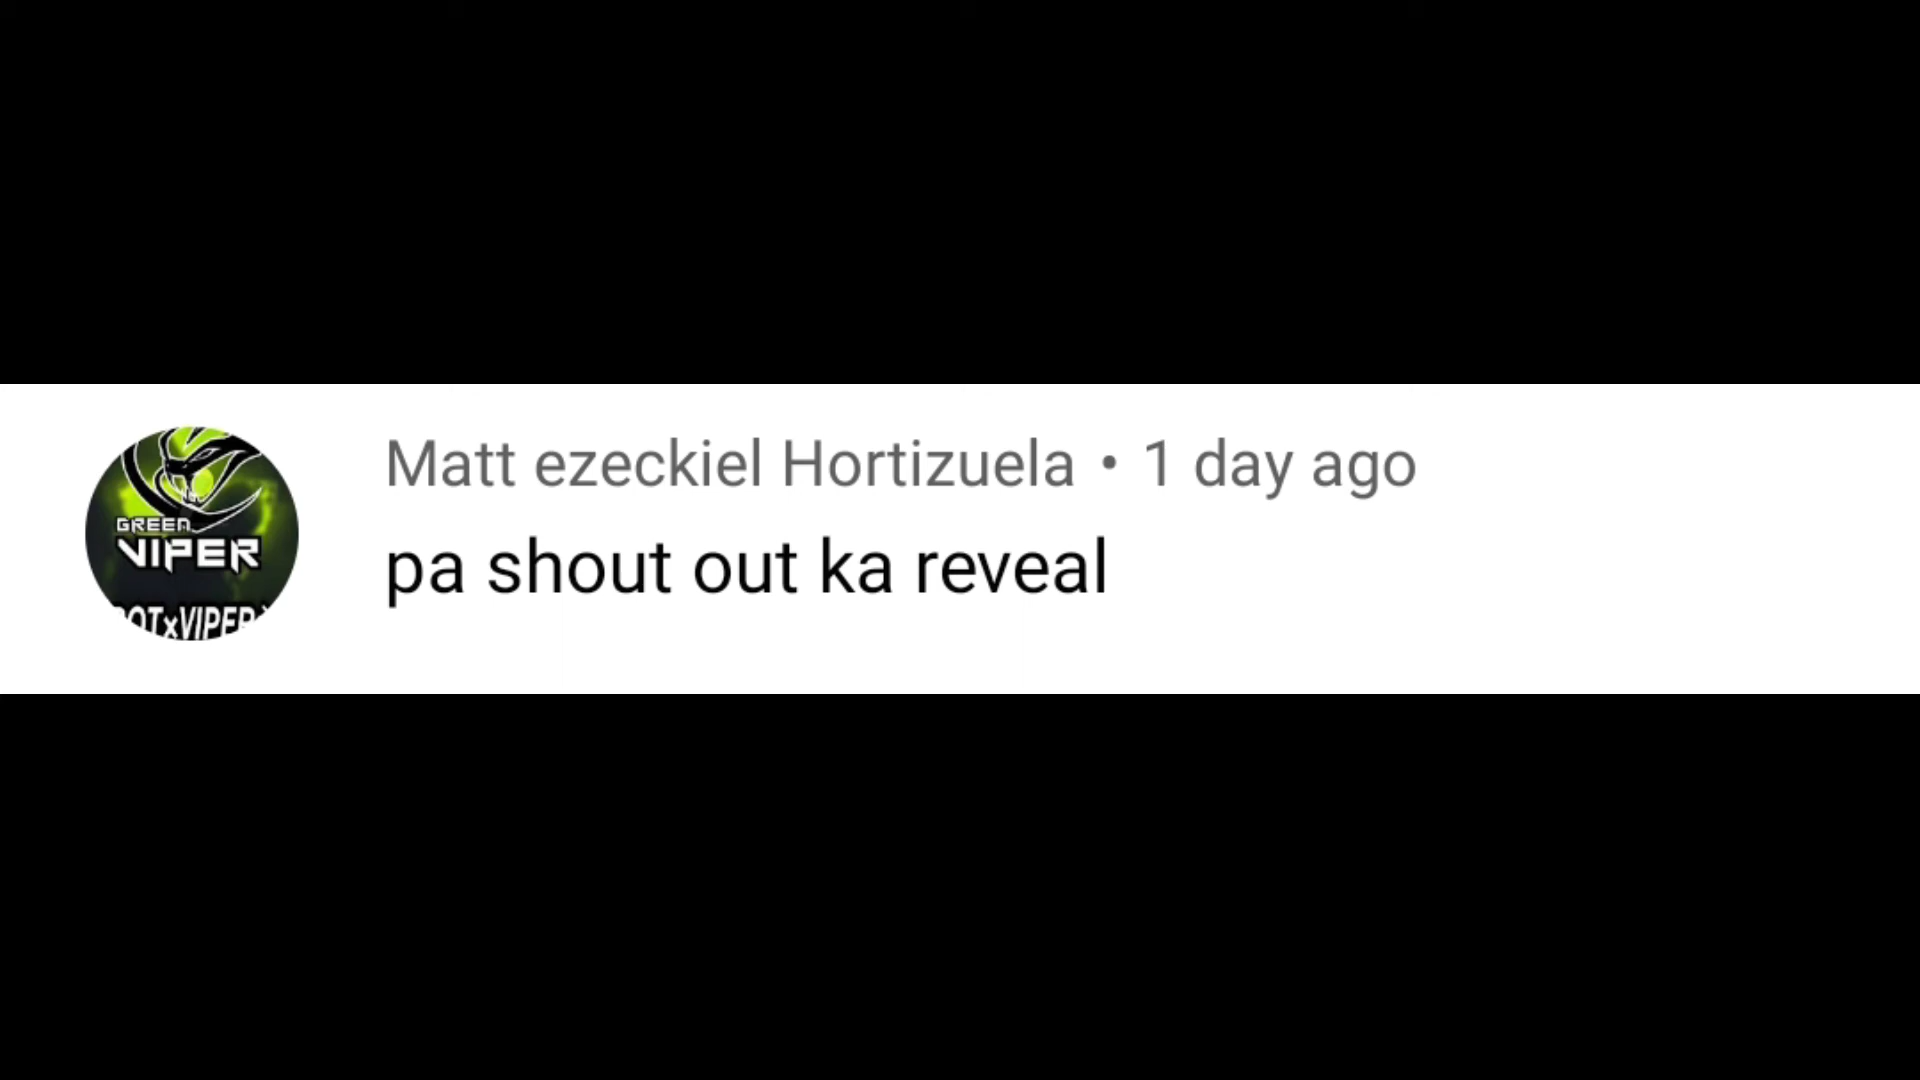 Matt ezeckiel Hortizuela • 1 day ago
pa shout out ka reveal
GREEN
VIPER